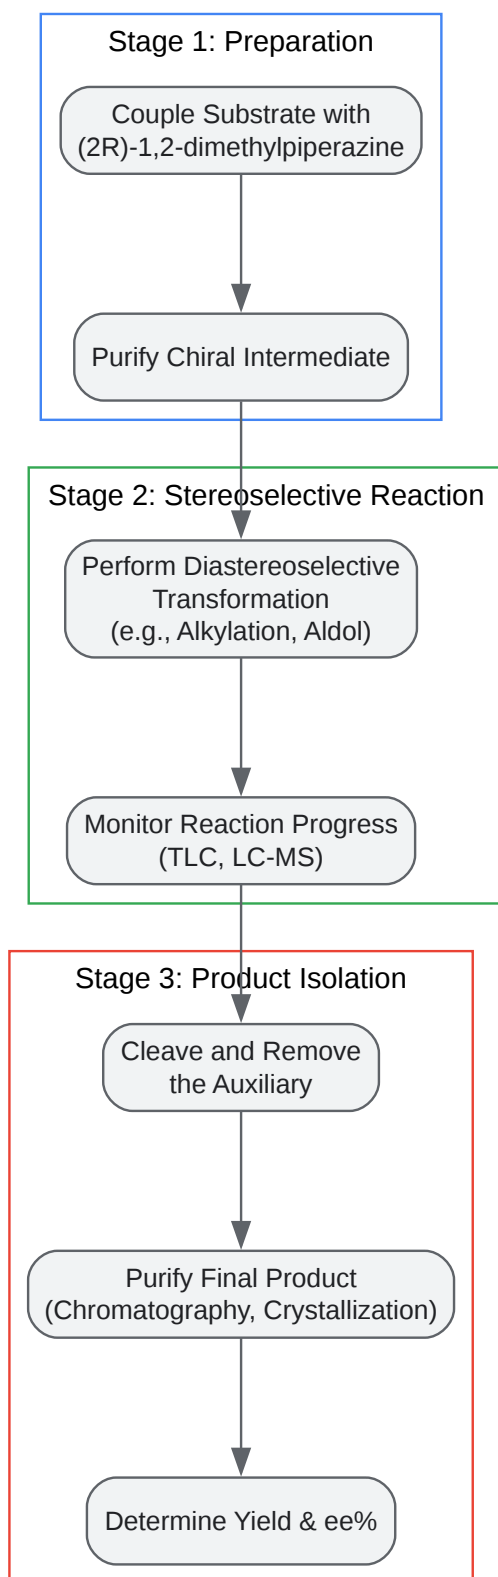 Stage 1: Preparation
Couple Substrate with
(2R)-1,2-dimethylpiperazine
Purify Chiral Intermediate
Stage 2: Stereoselective Reaction
Perform Diastereoselective
Transformation
(e.g., Alkylation, Aldol)
Monitor Reaction Progress
(TLC, LC-MS)
Stage 3: Product Isolation
Cleave and Remove
the Auxiliary
Purify Final Product
(Chromatography, Crystallization)
Determine Yield & ee%